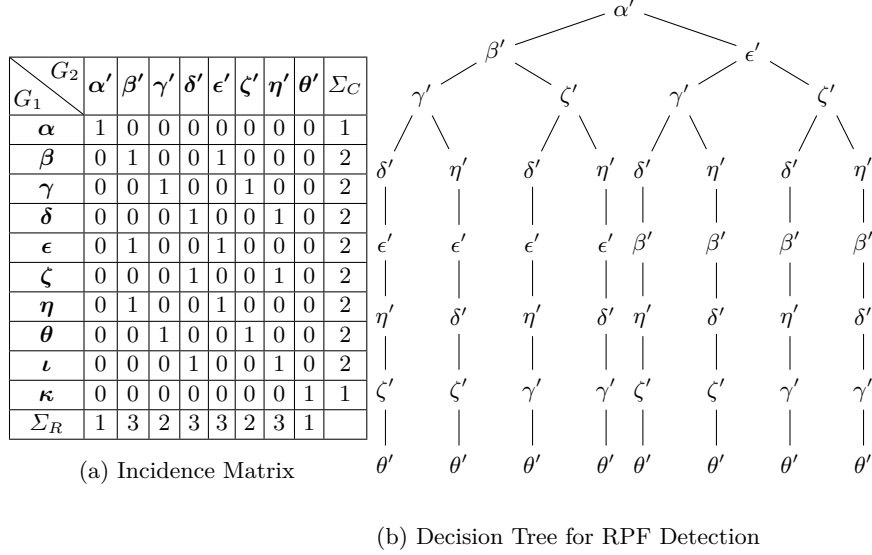 G₂ α′ β′ γ′ δ′ ϵ′ ζ′ η′ θ′ Σ_C
G₁
α 1 0 0 0 0 0 0 0 1
β 0 1 0 0 1 0 0 0 2
γ 0 0 1 0 0 1 0 0 2
δ 0 0 0 1 0 0 1 0 2
ϵ 0 1 0 0 1 0 0 0 2
ζ 0 0 0 1 0 0 1 0 2
η 0 1 0 0 1 0 0 0 2
θ 0 0 1 0 0 1 0 0 2
ι 0 0 0 1 0 0 1 0 2
κ 0 0 0 0 0 0 0 1 1
Σ_R 1 3 2 3 3 2 3 1
(a) Incidence Matrix
α′
β′ ϵ′
γ′ ζ′ γ′ ζ′
δ′ η′ δ′ η′ δ′ η′ δ′ η′
ϵ′ ϵ′ ϵ′ ϵ′ β′ β′ β′ β′
η′ δ′ η′ δ′ η′ δ′ η′ δ′
ζ′ ζ′ γ′ γ′ ζ′ ζ′ γ′ γ′
θ′ θ′ θ′ θ′ θ′ θ′ θ′ θ′
(b) Decision Tree for RPF Detection